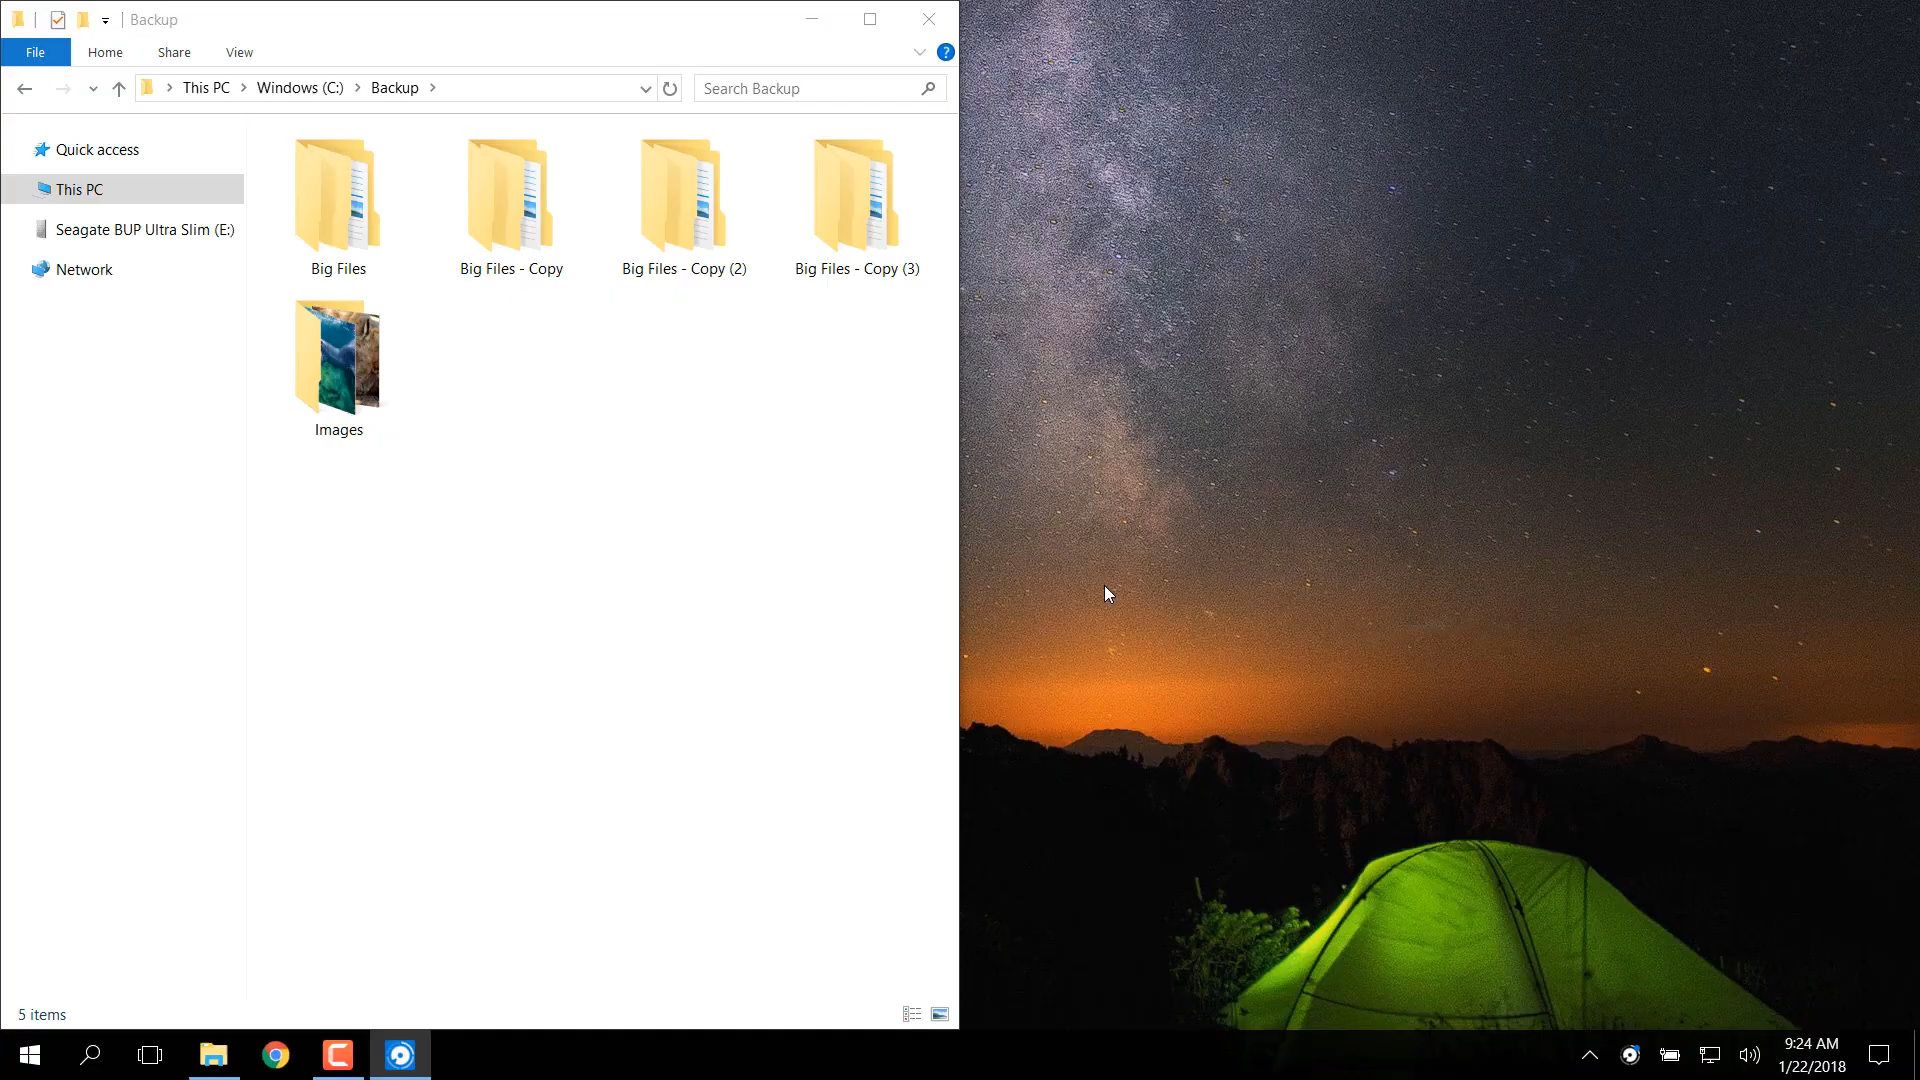 Backup
File Home Share View
This PC Windows (C:) Backup
Search Backup
Quick access
This PC
Seagate BUP Ultra Slim (E:)
Network
Big Files Big Files - Copy Big Files - Copy (2) Big Files - Copy (3)
Images
5 items
9:24 AM
1/22/2018